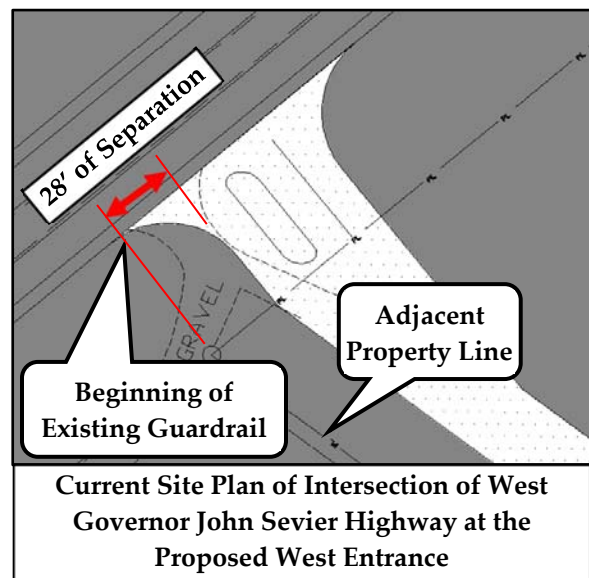 28' of Separation
GRAVEL
Adjacent
Property Line
Beginning of
Existing Guardrail
Current Site Plan of Intersection of West
Governor John Sevier Highway at the
Proposed West Entrance